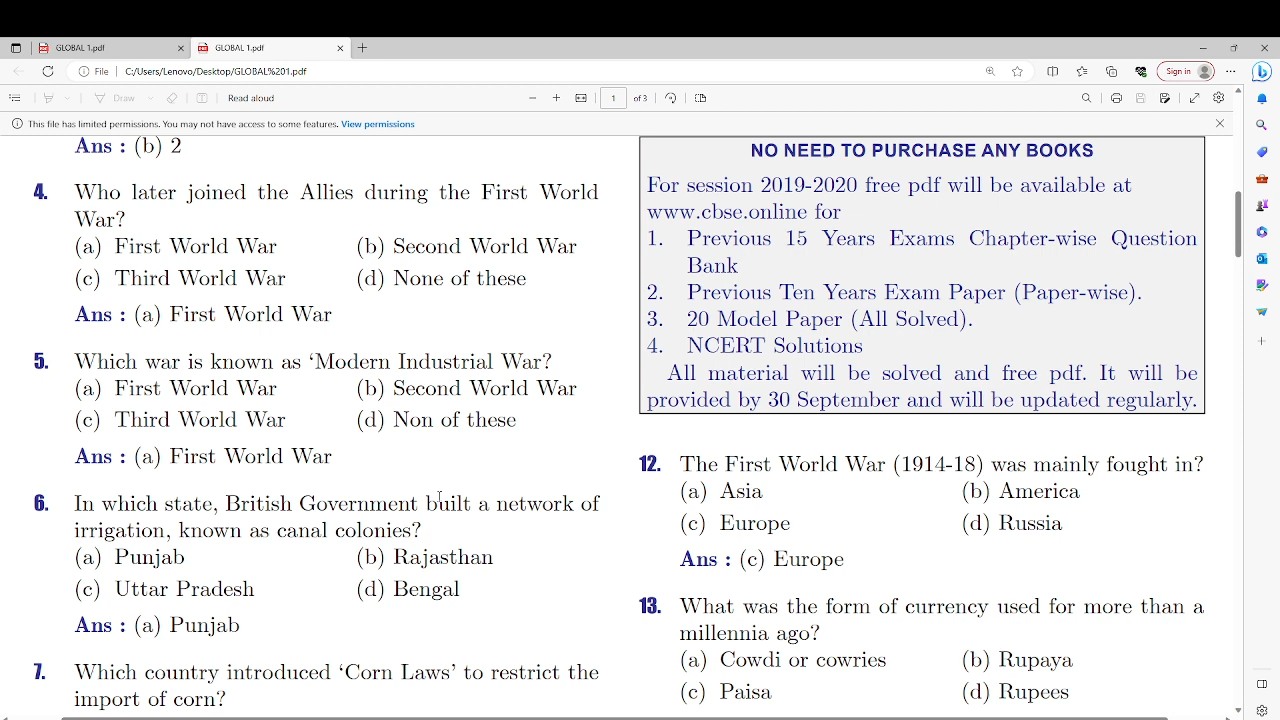 GLOBAL 1.pdf
GLOBAL 1.pdf
File
C:/Users/Lenovo/Desktop/GLOBAL%201.pdf
Sign in
Draw
Read aloud
1
of 3
This file has limited permissions. You may not have access to some features. View permissions
Ans : (b) 2
4. Who later joined the Allies during the First World
War?
(a) First World War (b) Second World War
(c) Third World War (d) None of these
Ans : (a) First World War
5. Which war is known as ‘Modern Industrial War?
(a) First World War (b) Second World War
(c) Third World War (d) Non of these
Ans : (a) First World War
6. In which state, British Government built a network of
irrigation, known as canal colonies?
(a) Punjab (b) Rajasthan
(c) Uttar Pradesh (d) Bengal
Ans : (a) Punjab
7. Which country introduced ‘Corn Laws’ to restrict the
import of corn?
NO NEED TO PURCHASE ANY BOOKS
For session 2019-2020 free pdf will be available at
www.cbse.online for
1. Previous 15 Years Exams Chapter-wise Question
Bank
2. Previous Ten Years Exam Paper (Paper-wise).
3. 20 Model Paper (All Solved).
4. NCERT Solutions
All material will be solved and free pdf. It will be
provided by 30 September and will be updated regularly.
12. The First World War (1914-18) was mainly fought in?
(a) Asia (b) America
(c) Europe (d) Russia
Ans : (c) Europe
13. What was the form of currency used for more than a
millennia ago?
(a) Cowdi or cowries (b) Rupaya
(c) Paisa (d) Rupees